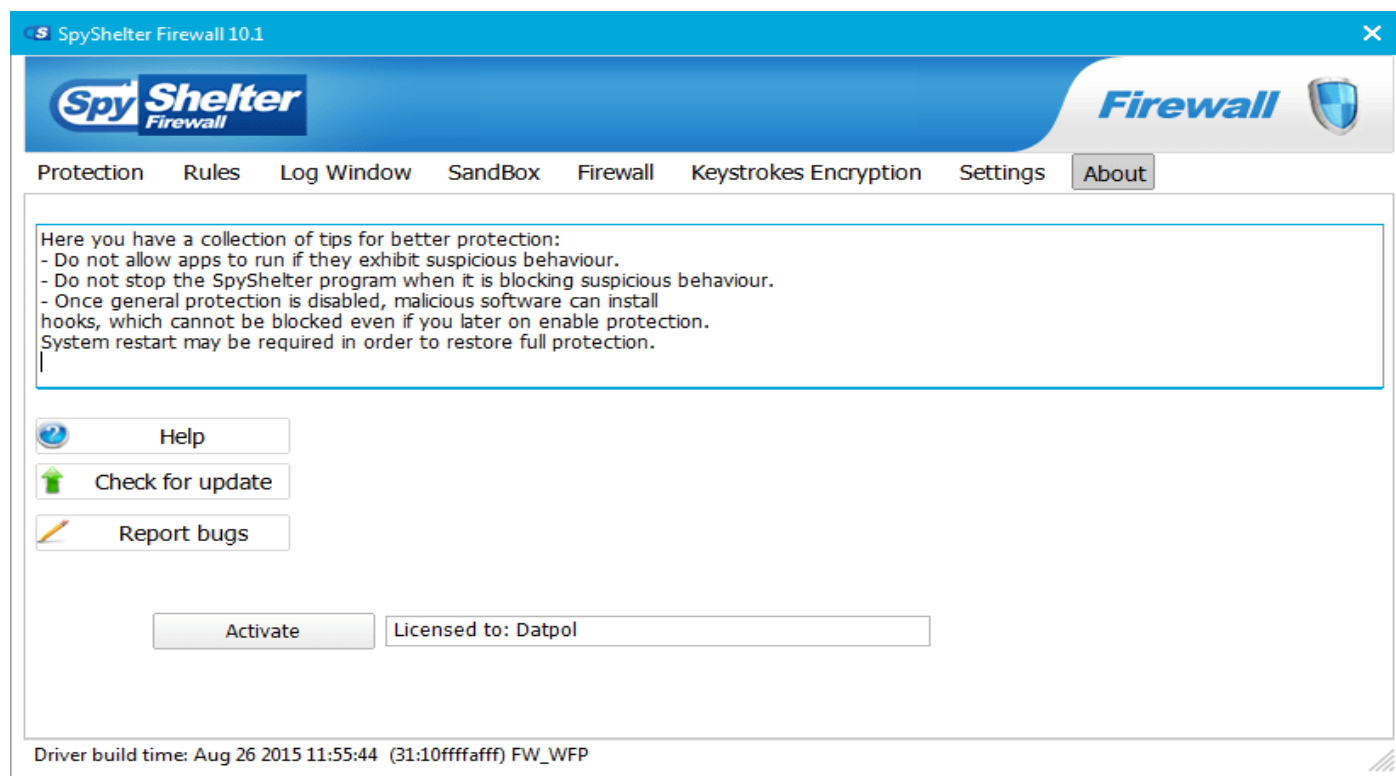 SpyShelter Firewall 10.1
Spy Shelter
Firewall
Firewall
Protection Rules Log Window SandBox Firewall Keystrokes Encryption Settings About
Here you have a collection of tips for better protection:
- Do not allow apps to run if they exhibit suspicious behaviour.
- Do not stop the SpyShelter program when it is blocking suspicious behaviour.
- Once general protection is disabled, malicious software can install
hooks, which cannot be blocked even if you later on enable protection.
System restart may be required in order to restore full protection.
Help
Check for update
Report bugs
Activate Licensed to: Datpol
Driver build time: Aug 26 2015 11:55:44 (31:10ffffafff) FW_WFP